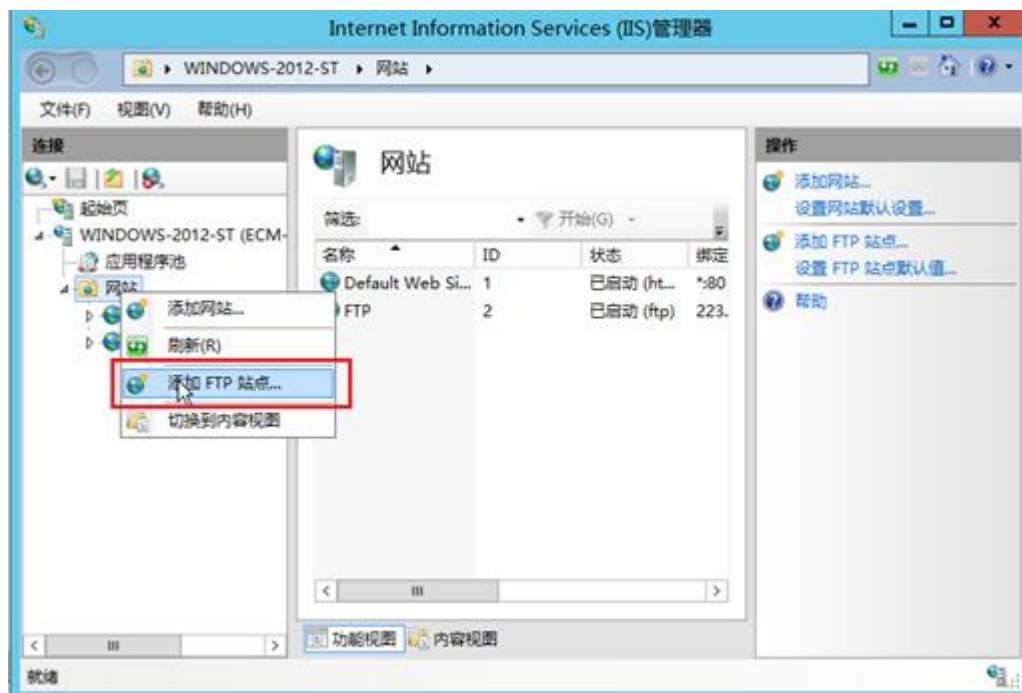 Internet Information Services (IIS)管理器
WINDOWS-2012-ST 网站
文件(F) 视图(V) 帮助(H)
连接
起始页
WINDOWS-2012-ST (ECM-
应用程序池
网站
添加网站...
刷新(R)
添加 FTP 站点...
切换到内容视图
网站
筛选: 开始(G)
名称 ID 状态 绑定
Default Web Si... 1 已启动 (ht... *:80
FTP 2 已启动 (ftp) 223.
功能视图 内容视图
操作
添加网站...
设置网站默认设置...
添加 FTP 站点...
设置 FTP 站点默认值...
帮助
就绪